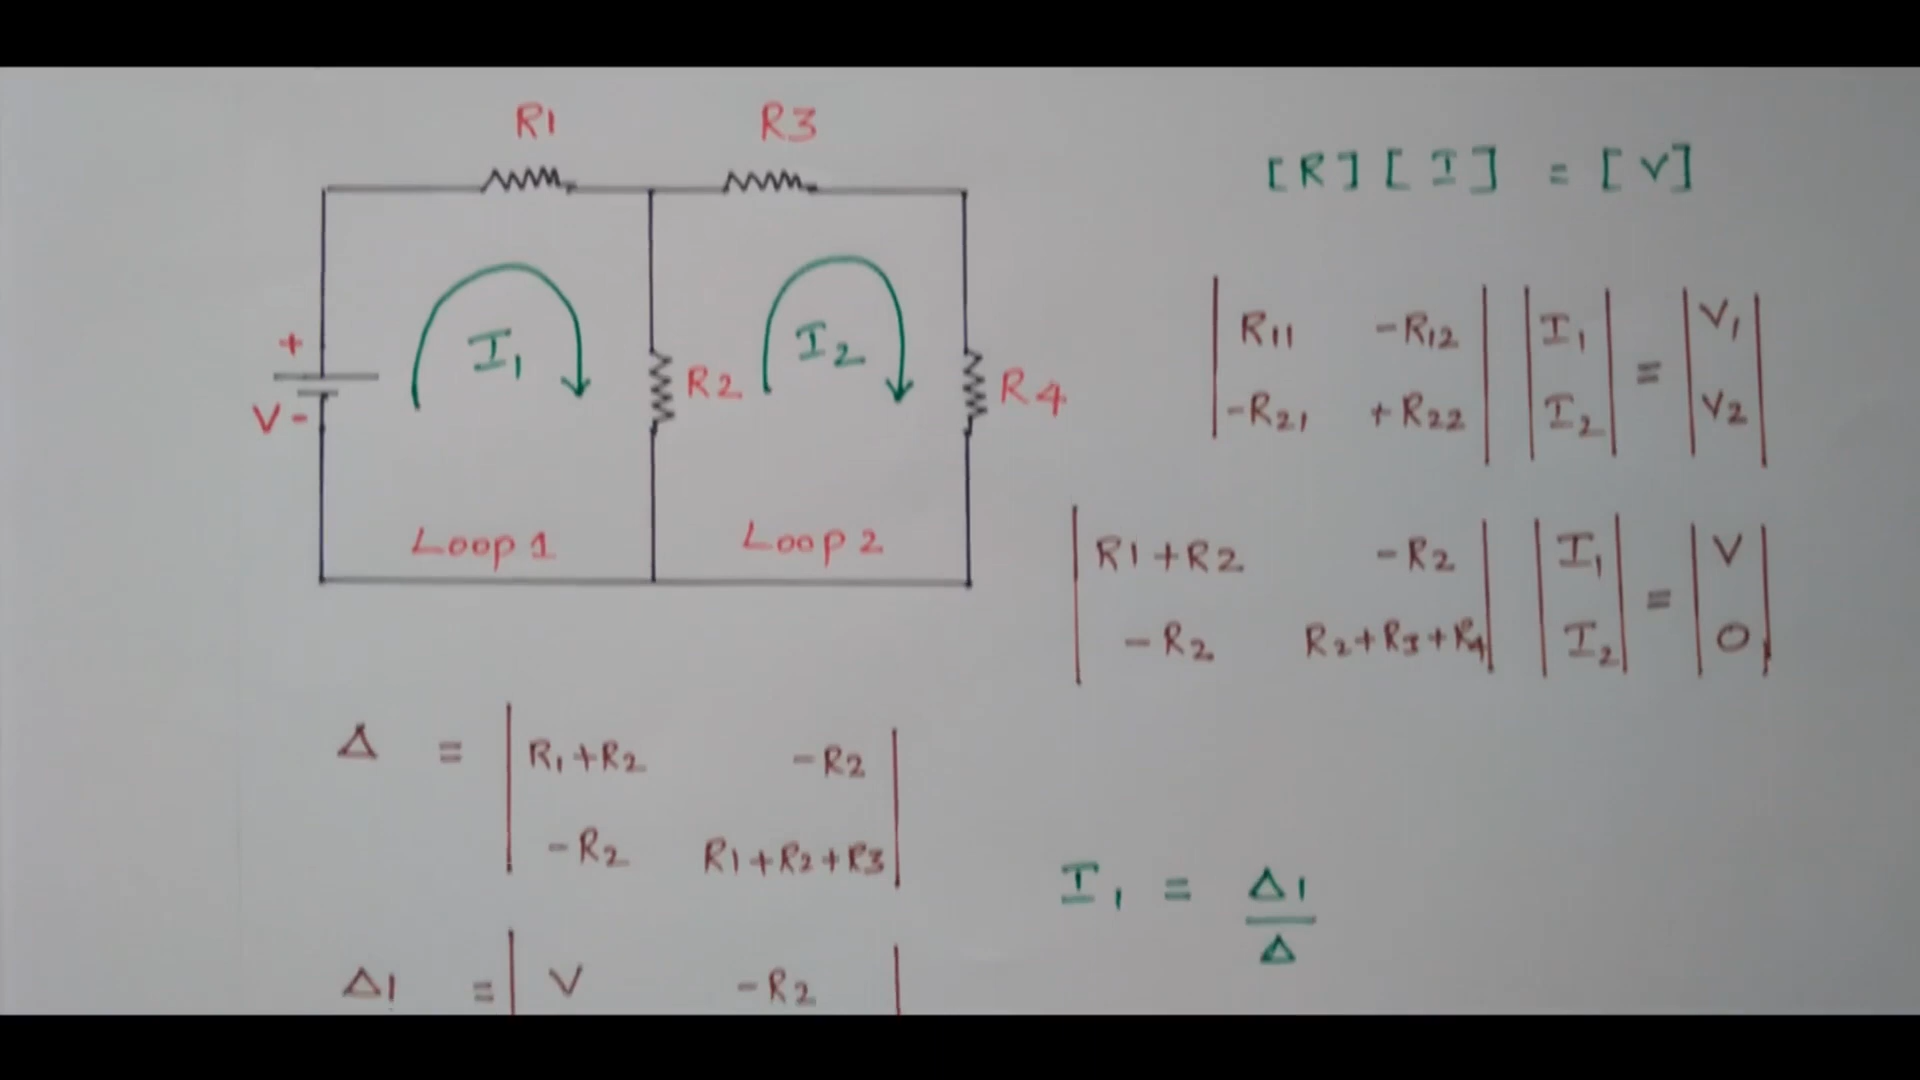 R1 R3
[R] [I] = [V]
R11 -R12 I1 = V1
-R21 +R22 I2 V2
+
V -
I1 I2
R2 R4
Loop 1 Loop 2
R1+R2 -R2 I1 = V
-R2 R2+R3+R4 I2 0
Δ = R1+R2 -R2
-R2 R1+R2+R3
I1 = Δ1
Δ
Δ1 = V -R2